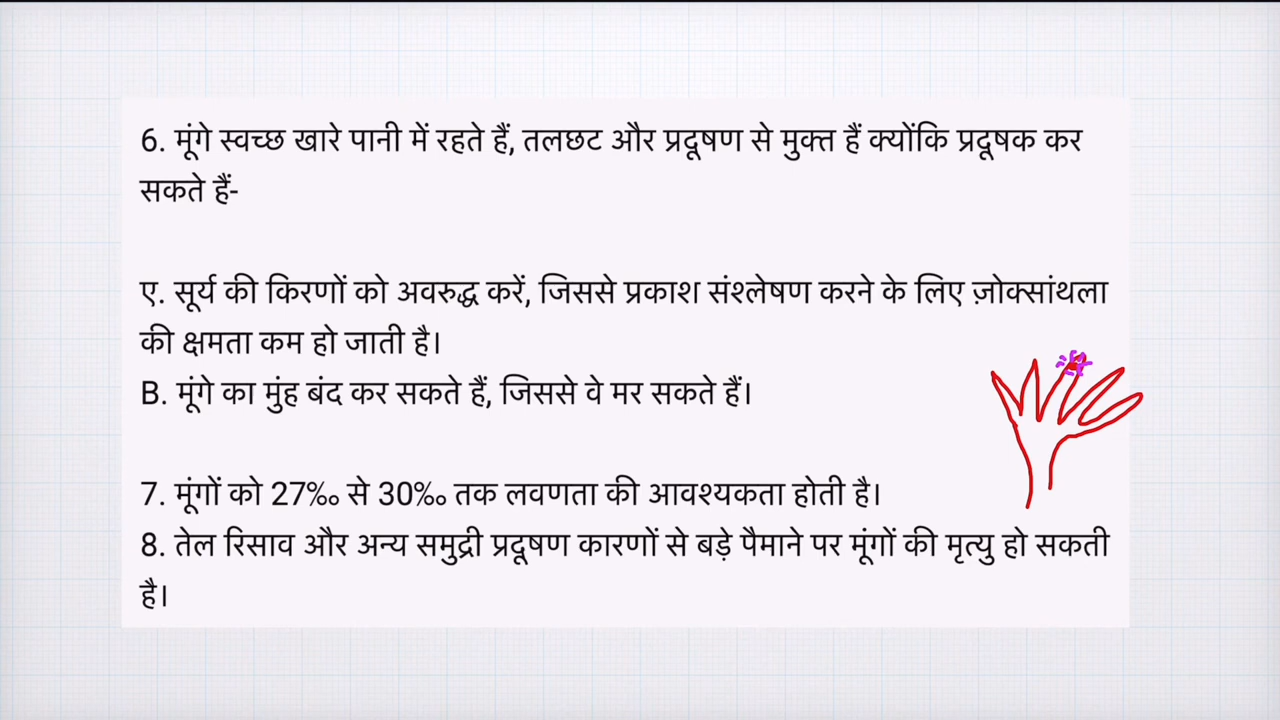 6. मूंगे स्वच्छ खारे पानी में रहते हैं, तलछट और प्रदूषण से मुक्त हैं क्योंकि प्रदूषक कर
सकते हैं-
ए. सूर्य की किरणों को अवरुद्ध करें, जिससे प्रकाश संश्लेषण करने के लिए ज़ोक्सांथला
की क्षमता कम हो जाती है।
B. मूंगे का मुंह बंद कर सकते हैं, जिससे वे मर सकते हैं।
7. मूंगों को 27‰ से 30‰ तक लवणता की आवश्यकता होती है।
8. तेल रिसाव और अन्य समुद्री प्रदूषण कारणों से बड़े पैमाने पर मूंगों की मृत्यु हो सकती
है।